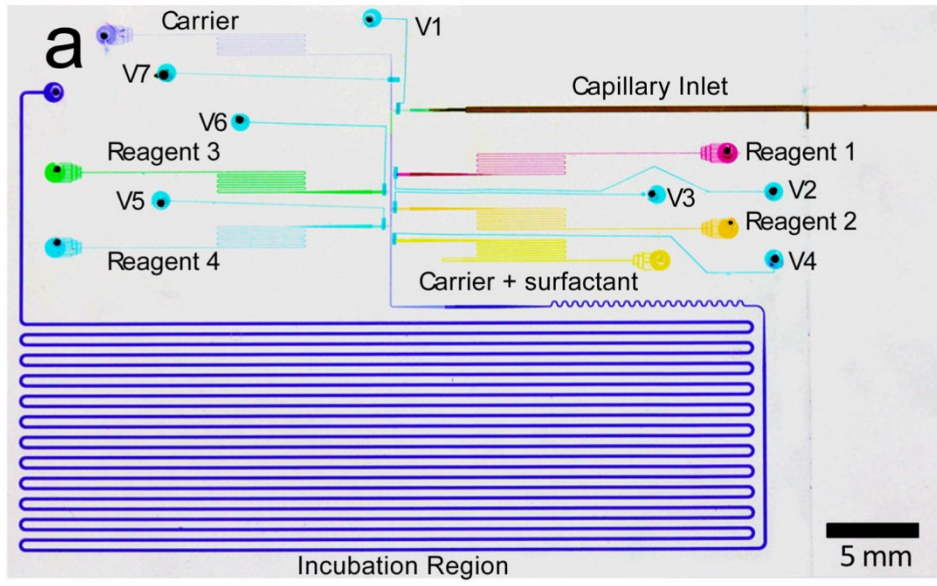 a
Carrier
V1
V7
Capillary Inlet
V6
Reagent 3
Reagent 1
V5
V3
V2
Reagent 2
Reagent 4
V4
Carrier + surfactant
5 mm
Incubation Region